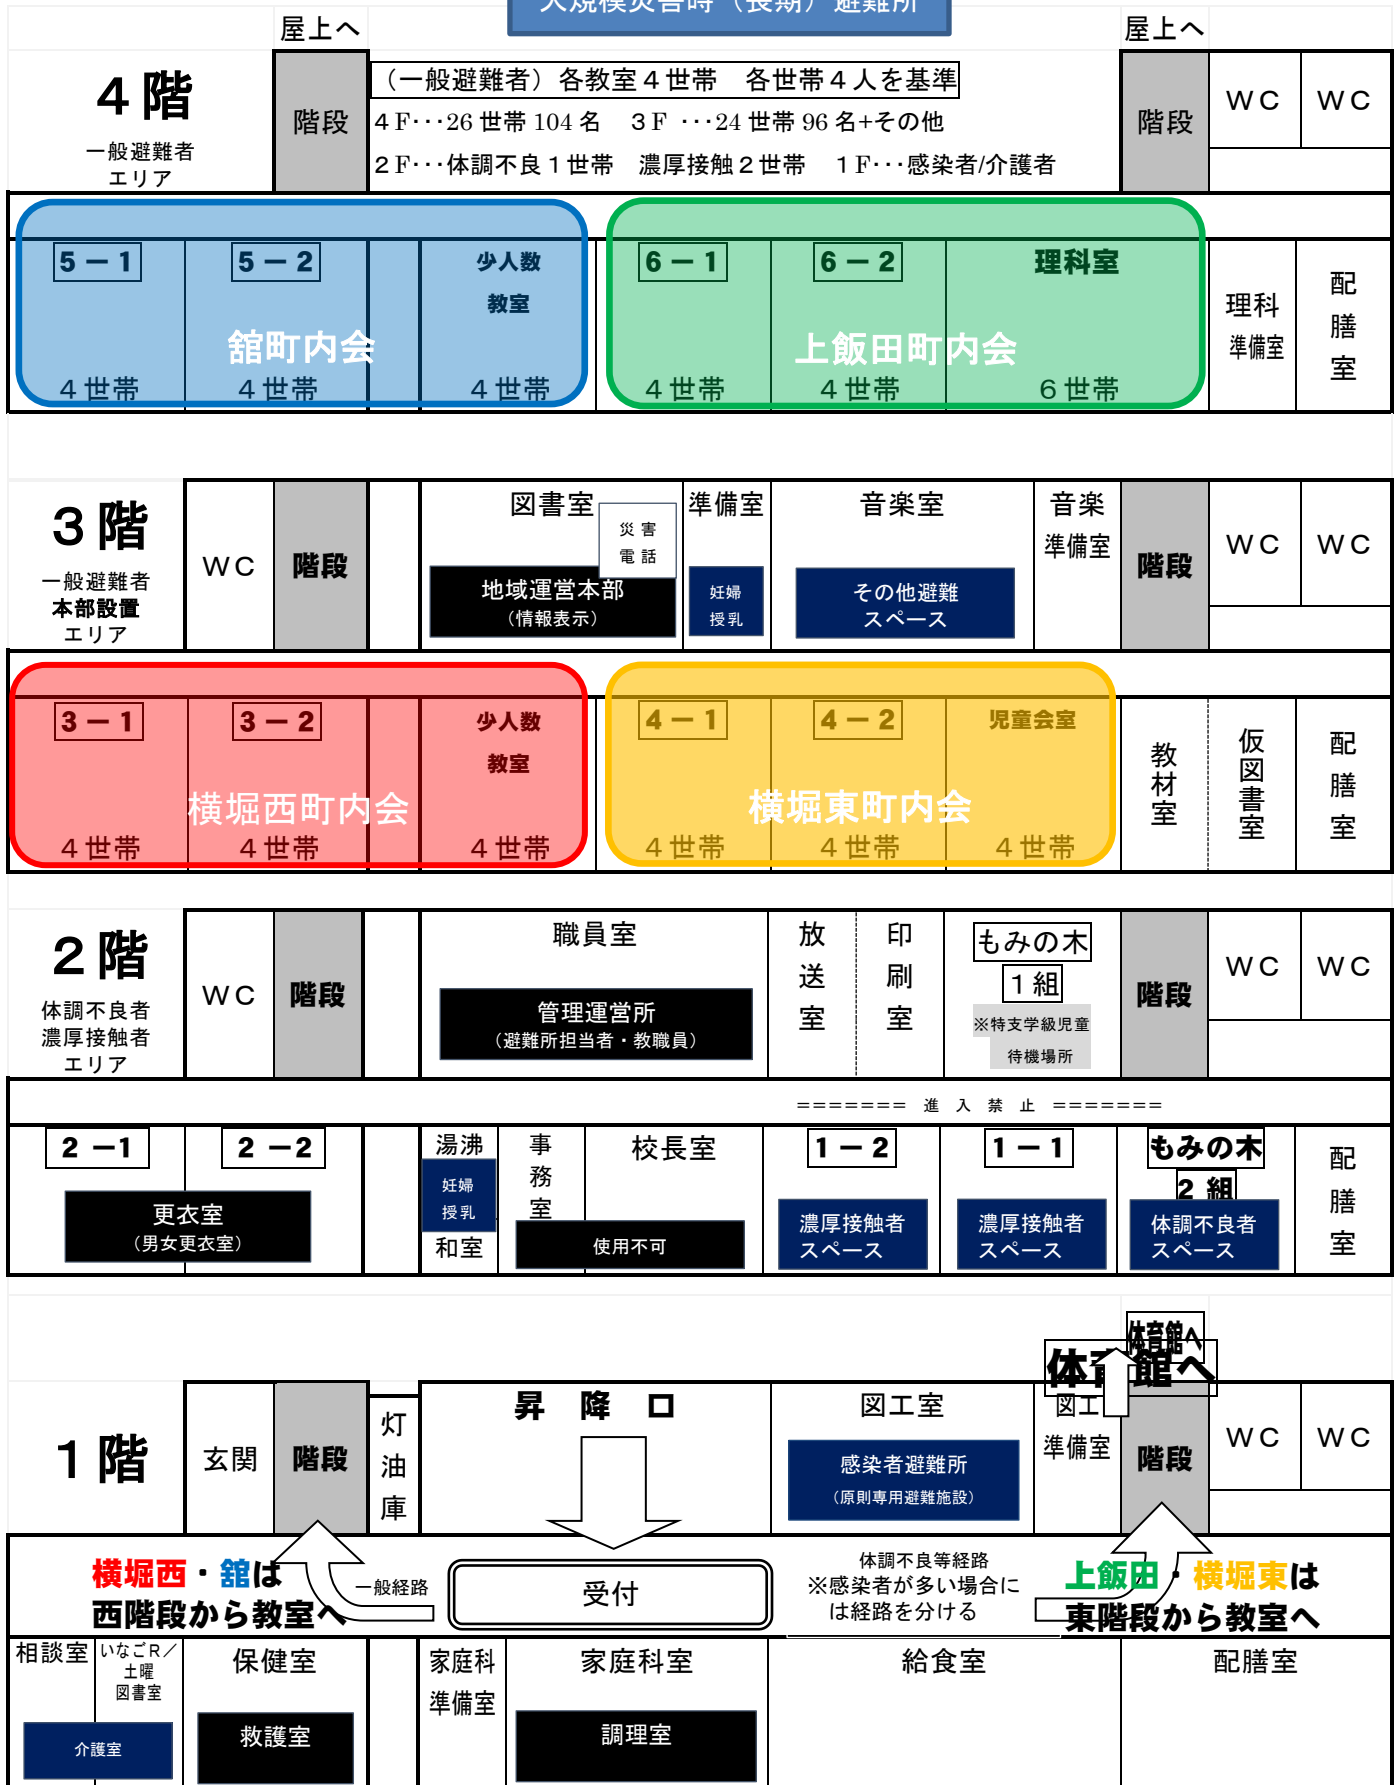 大規模災害時（長期）避難所
屋上へ
屋上へ
４階
一般避難者
エリア
階段
（一般避難者）各教室４世帯　各世帯４人を基準
４F･･･26 世帯 104 名　３F ･･･24 世帯 96 名+その他
２F･･･体調不良１世帯　濃厚接触２世帯　１F･･･感染者/介護者
階段
ＷＣ
ＷＣ
５－１
５－２
少人数
教室
６－１
６－２
理科室
理科
準備室
配膳室
舘町内会
上飯田町内会
４世帯
４世帯
４世帯
４世帯
４世帯
６世帯
３階
一般避難者
本部設置
エリア
ＷＣ
階段
図書室
災害
電話
地域運営本部
（情報表示）
準備室
妊婦
授乳
音楽室
その他避難
スペース
音楽
準備室
階段
ＷＣ
ＷＣ
３－１
３－２
少人数
教室
４－１
４－２
児童会室
教材室
仮図書室
配膳室
横堀西町内会
横堀東町内会
４世帯
４世帯
４世帯
４世帯
４世帯
４世帯
２階
体調不良者
濃厚接触者
エリア
ＷＣ
階段
職員室
管理運営所
（避難所担当者・教職員）
放送室
印刷室
もみの木
１組
※特支学級児童
待機場所
階段
ＷＣ
ＷＣ
＝＝＝＝＝＝＝　進　入　禁　止　＝＝＝＝＝＝＝
２－１
２－２
更衣室
（男女更衣室）
湯沸
妊婦
授乳
和室
事務室
校長室
使用不可
１－２
濃厚接触者
スペース
１－１
濃厚接触者
スペース
もみの木
２組
体調不良者
スペース
配膳室
体育館へ
体育館へ
１階
玄関
階段
灯油庫
昇　降　口
図工室
感染者避難所
（原則専用避難施設）
図工
準備室
階段
ＷＣ
ＷＣ
横堀西・舘は
西階段から教室へ
一般経路
受付
体調不良等経路
※感染者が多い場合に
は経路を分ける
上飯田・横堀東は
東階段から教室へ
相談室
いなごＲ／
土曜
図書室
介護室
保健室
救護室
家庭科
準備室
家庭科室
調理室
給食室
配膳室